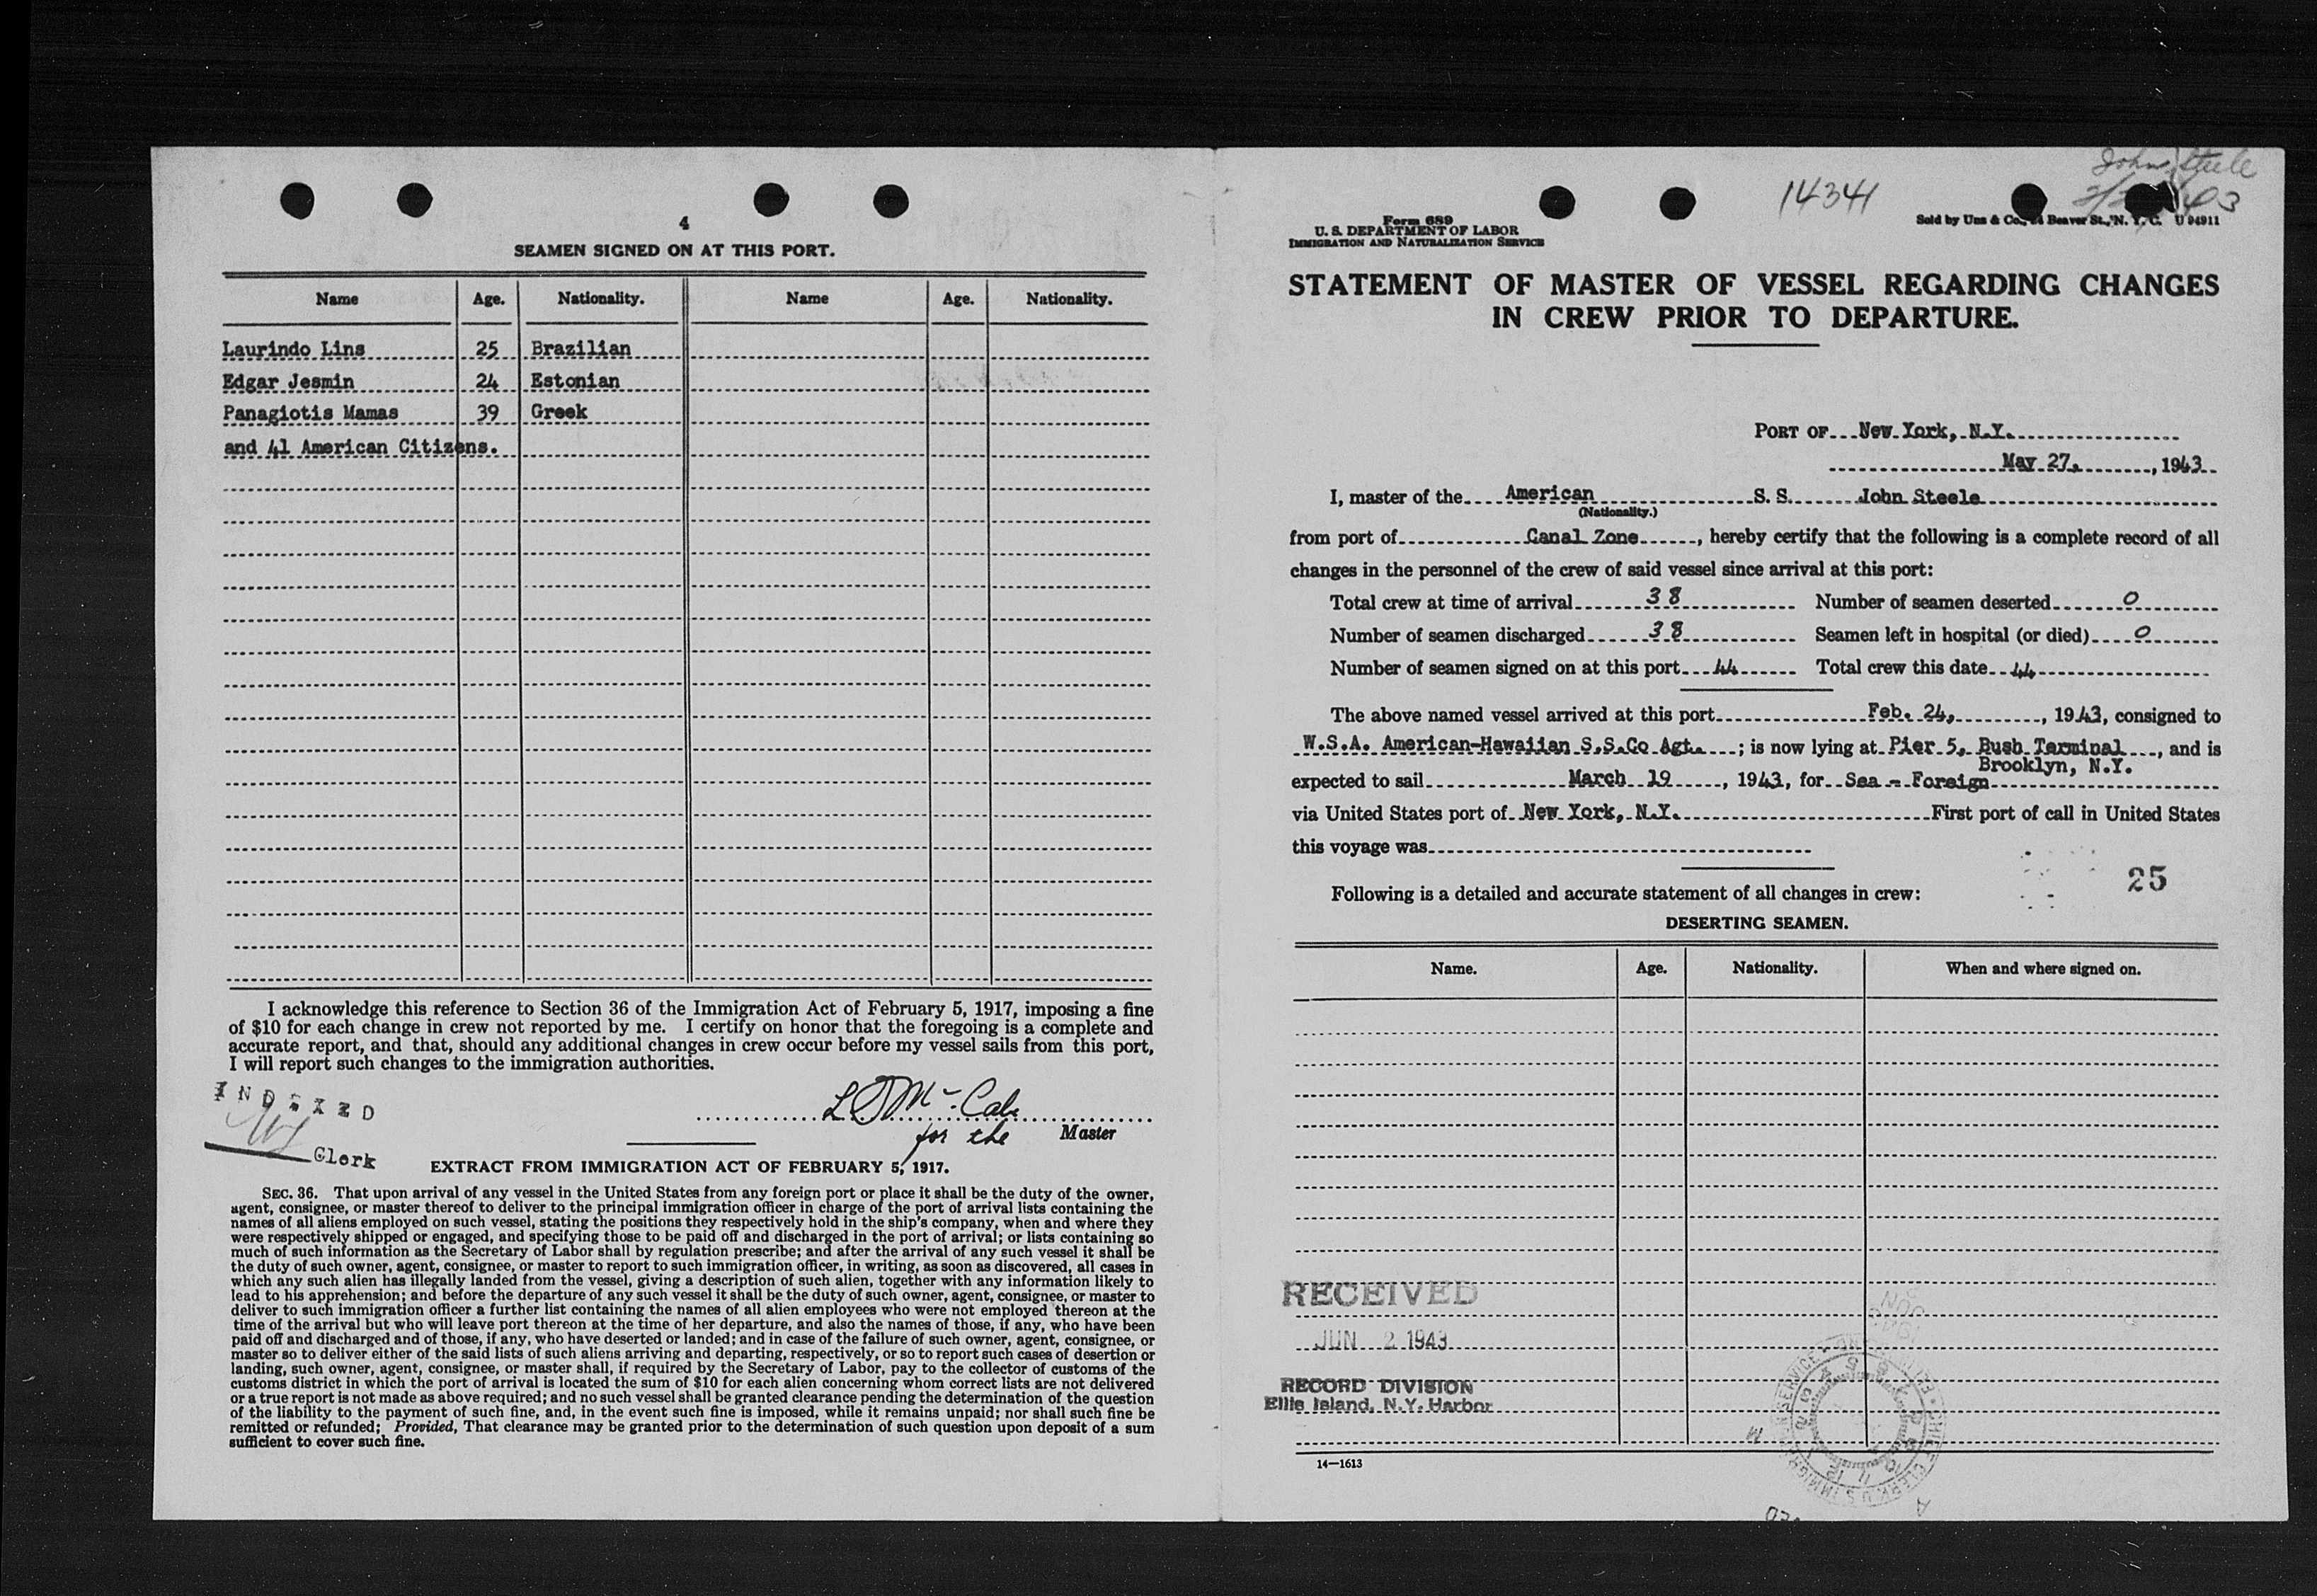 4
SEAMEN SIGNED ON AT THIS PORT.
Name Age. Nationality. Name Age. Nationality.
Laurindo Lins 25 Brazilian
Edgar Jesmin 24 Estonian
Panagiotis Mamas 39 Greek
and 41 American Citizens.
I acknowledge this reference to Section 36 of the Immigration Act of February 5, 1917, imposing a fine
of $10 for each change in crew not reported by me. I certify on honor that the foregoing is a complete and
accurate report, and that, should any additional changes in crew occur before my vessel sails from this port,
I will report such changes to the immigration authorities.
INDEXED
Clerk
L McCabe
for the Master
EXTRACT FROM IMMIGRATION ACT OF FEBRUARY 5, 1917.
SEC. 36. That upon arrival of any vessel in the United States from any foreign port or place it shall be the duty of the owner,
agent, consignee, or master thereof to deliver to the principal immigration officer in charge of the port of arrival lists containing the
names of all aliens employed on such vessel, stating the positions they respectively hold in the ship's company, when and where they
were respectively shipped or engaged, and specifying those to be paid off and discharged in the port of arrival; or lists containing so
much of such information as the Secretary of Labor shall by regulation prescribe; and after the arrival of any such vessel it shall be
the duty of such owner, agent, consignee, or master to report to such immigration officer, in writing, as soon as discovered, all cases in
which any such alien has illegally landed from the vessel, giving a description of such alien, together with any information likely to
lead to his apprehension; and before the departure of any such vessel it shall be the duty of such owner, agent, consignee, or master to
deliver to such immigration officer a further list containing the names of all alien employees who were not employed thereon at the
time of the arrival but who will leave port thereon at the time of her departure, and also the names of those, if any, who have been
paid off and discharged and of those, if any, who have deserted or landed; and in case of the failure of such owner, agent, consignee, or
master so to deliver either of the said lists of such aliens arriving and departing, respectively, or so to report such cases of desertion or
landing, such owner, agent, consignee, or master shall, if required by the Secretary of Labor, pay to the collector of customs of the
customs district in which the port of arrival is located the sum of $10 for each alien concerning whom correct lists are not delivered
or a true report is not made as above required; and no such vessel shall be granted clearance pending the determination of the question
of the liability to the payment of such fine, and, in the event such fine is imposed, while it remains unpaid; nor shall such fine be
remitted or refunded; Provided, That clearance may be granted prior to the determination of such question upon deposit of a sum
sufficient to cover such fine.
John Steele
14341
Form 689
U. S. DEPARTMENT OF LABOR
IMMIGRATION AND NATURALIZATION SERVICE
Sold by Unz & Co., Beaver St., N. Y. C. U 94911
STATEMENT OF MASTER OF VESSEL REGARDING CHANGES
IN CREW PRIOR TO DEPARTURE.
PORT OF New York, N.Y.
May 27, , 1943
I, master of the American S. S. John Steele
(Nationality.)
from port of Canal Zone, hereby certify that the following is a complete record of all
changes in the personnel of the crew of said vessel since arrival at this port:
Total crew at time of arrival 38 Number of seamen deserted 0
Number of seamen discharged 38 Seamen left in hospital (or died) 0
Number of seamen signed on at this port 44 Total crew this date 44
The above named vessel arrived at this port Feb. 24, , 1943, consigned to
W.S.A. American-Hawaiian S.S.Co Agt. ; is now lying at Pier 5, Bush Terminal, and is
Brooklyn, N.Y.
expected to sail March 19, 1943, for Sea - Foreign
via United States port of New York, N.Y. First port of call in United States
this voyage was
25
Following is a detailed and accurate statement of all changes in crew:
DESERTING SEAMEN.
Name. Age. Nationality. When and where signed on.
RECEIVED
JUN 2 1943
RECORD DIVISION
Ellis Island, N.Y. Harbor
14—1613